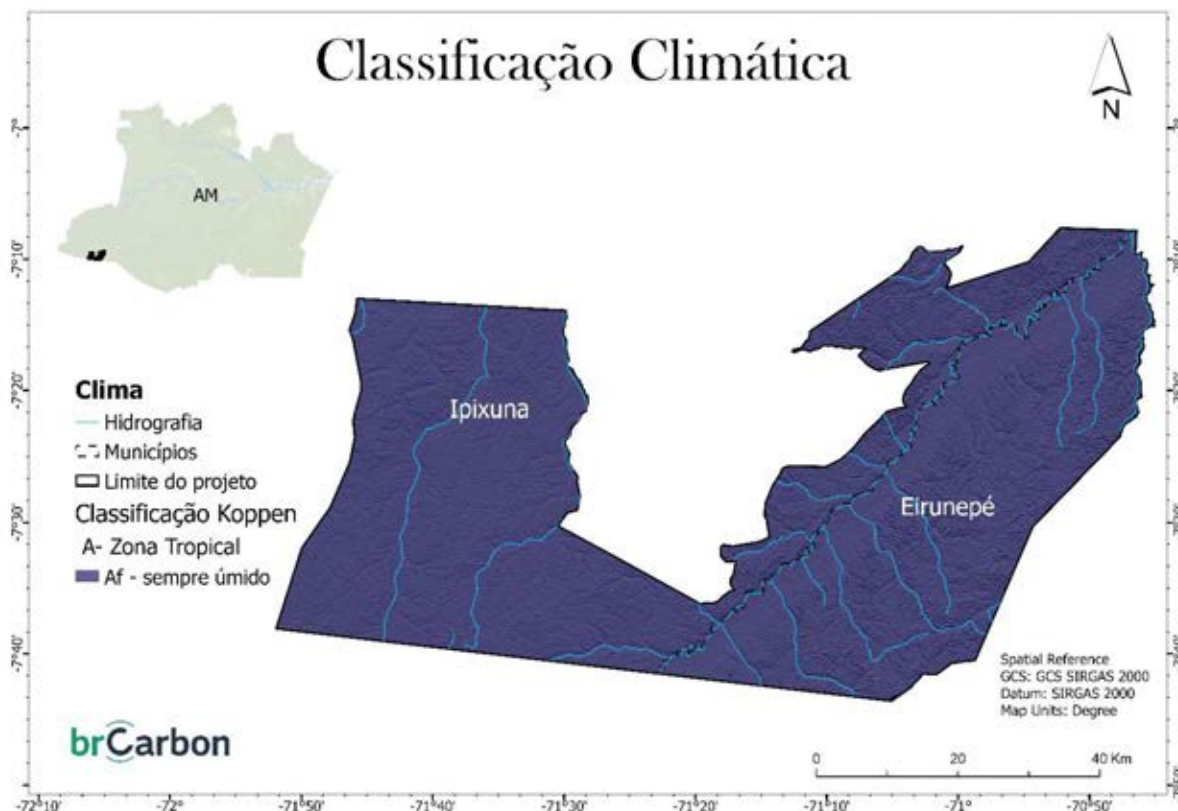 Classificação Climática
N
AM
Ipixuna
Eirunepé
Clima
Hidrografia
Municípios
Limite do projeto
Classificação Koppen
A- Zona Tropical
Af - sempre úmido
Spatial Reference
GCS: GCS SIRGAS 2000
Datum: SIRGAS 2000
Map Units: Degree
brCarbon
0 20 40 Km
-7°
-7°10'
-7°20'
-7°30'
-7°40'
-72°10' -72° -71°50' -71°40' -71°30' -71°20' -71°10' -71° -70°50'